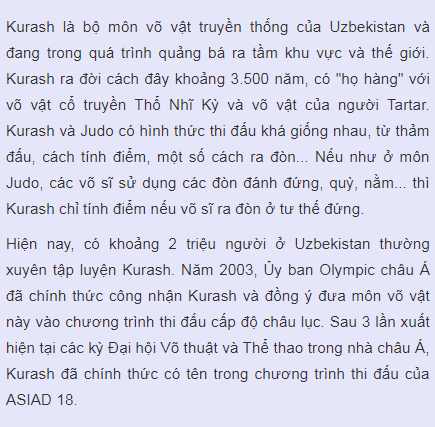 Kurash là bộ môn võ vật truyền thống của Uzbekistan và
đang trong quá trình quảng bá ra tầm khu vực và thế giới.
Kurash ra đời cách đây khoảng 3.500 năm, có "họ hàng" với
võ vật cổ truyền Thổ Nhĩ Kỳ và võ vật của người Tartar.
Kurash và Judo có hình thức thi đấu khá giống nhau, từ thảm
đấu, cách tính điểm, một số cách ra đòn... Nếu như ở môn
Judo, các võ sĩ sử dụng các đòn đánh đứng, quỳ, nằm... thì
Kurash chỉ tính điểm nếu võ sĩ ra đòn ở tư thế đứng.
Hiện nay, có khoảng 2 triệu người ở Uzbekistan thường
xuyên tập luyện Kurash. Năm 2003, Ủy ban Olympic châu Á
đã chính thức công nhận Kurash và đồng ý đưa môn võ vật
này vào chương trình thi đấu cấp độ châu lục. Sau 3 lần xuất
hiện tại các kỳ Đại hội Võ thuật và Thể thao trong nhà châu Á,
Kurash đã chính thức có tên trong chương trình thi đấu của
ASIAD 18.